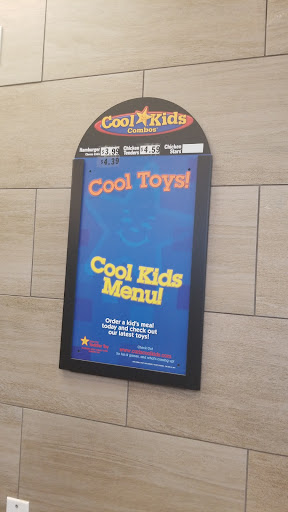 Cool Kids
Combos
Hamburger $3.99 Chicken Tenders $4.59 Chicken Stars
$4.39
Cool Toys!
Cool Kids
Menu!
Order a kid's meal
today and check out
our latest toys!